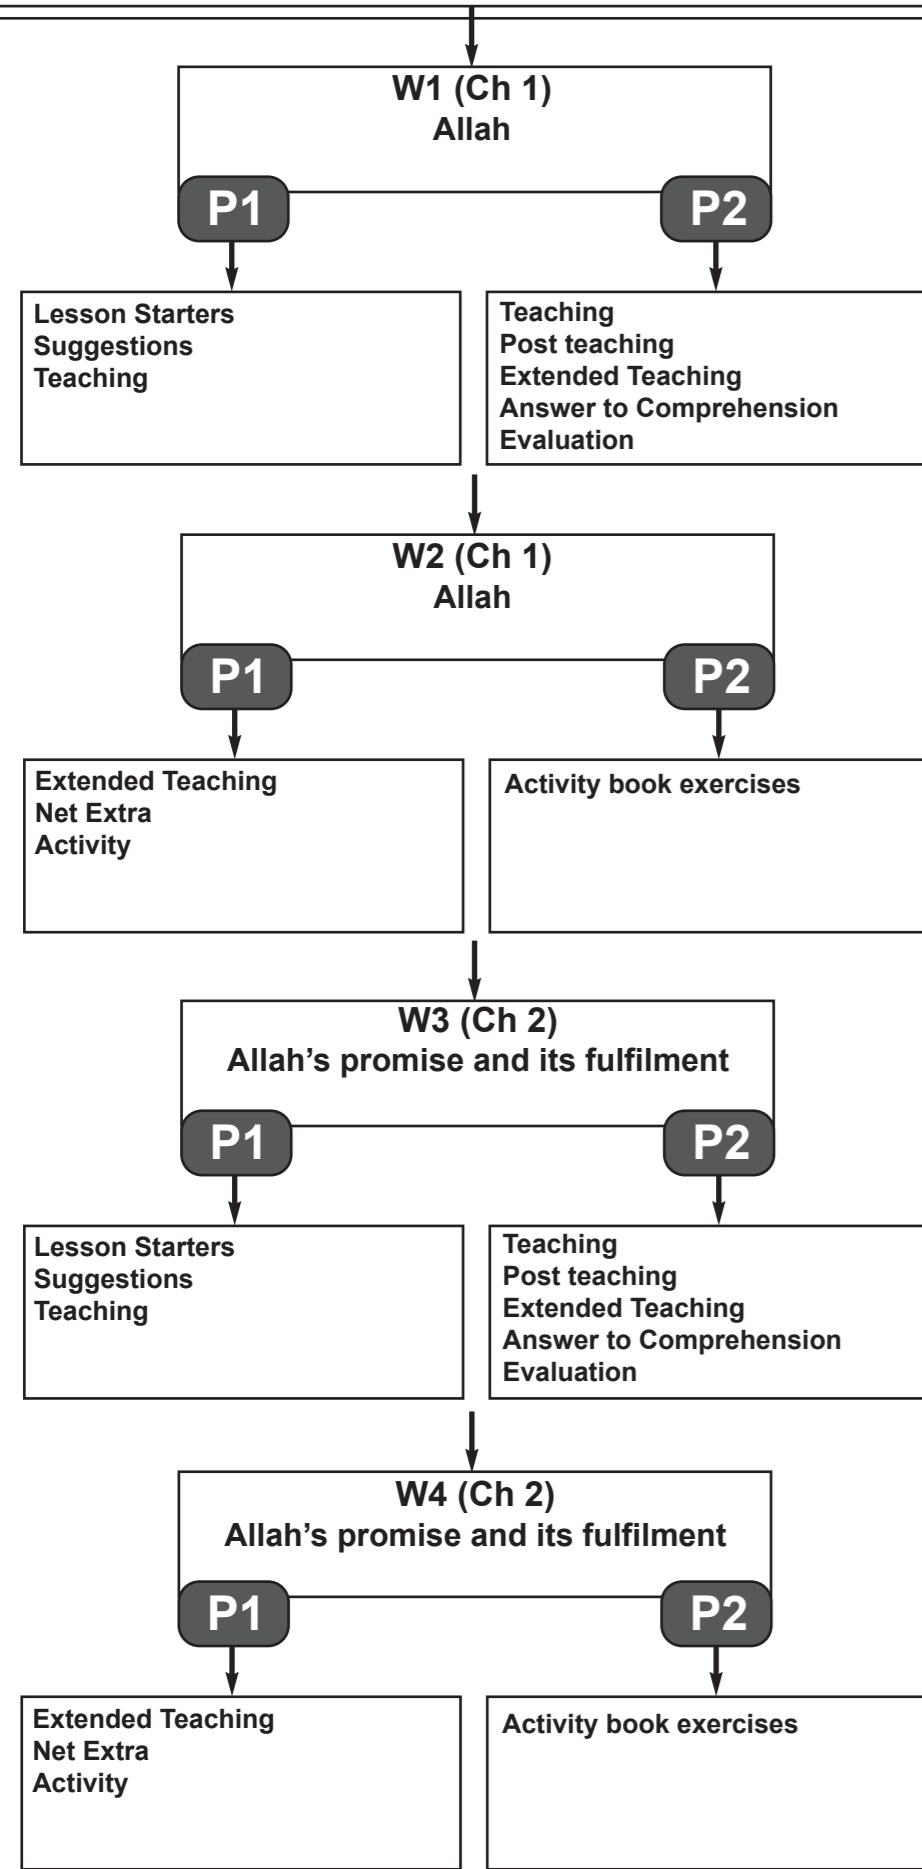 W1 (Ch 1)
Allah
P1
P2
Lesson Starters
Suggestions
Teaching
Teaching
Post teaching
Extended Teaching
Answer to Comprehension
Evaluation
W2 (Ch 1)
Allah
P1
P2
Extended Teaching
Net Extra
Activity
Activity book exercises
W3 (Ch 2)
Allah’s promise and its fulfilment
P1
P2
Lesson Starters
Suggestions
Teaching
Teaching
Post teaching
Extended Teaching
Answer to Comprehension
Evaluation
W4 (Ch 2)
Allah’s promise and its fulfilment
P1
P2
Extended Teaching
Net Extra
Activity
Activity book exercises